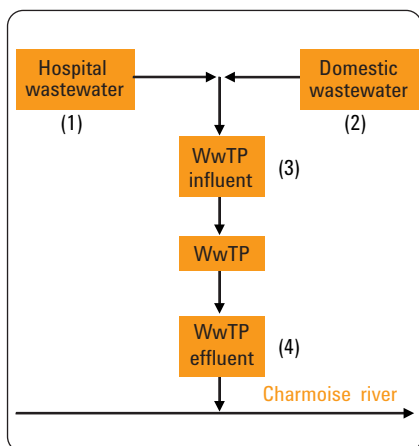 Hospital
wastewater
Domestic
wastewater
(1)
(2)
WwTP
influent
(3)
WwTP
WwTP
effluent
(4)
Charmoise river